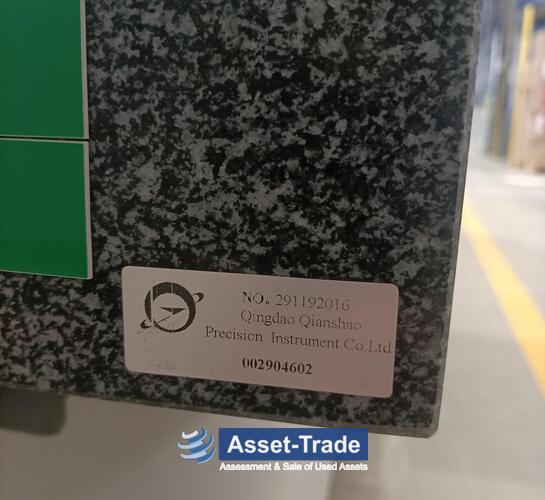 NO. 291192016
Qingdao Qianshao
Precision Instrument Co.Ltd
002904602
Asset-Trade
Assessment & Sale of Used Assets